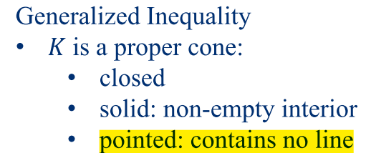 Generalized Inequality
• K is a proper cone:
• closed
• solid: non-empty interior
• pointed: contains no line